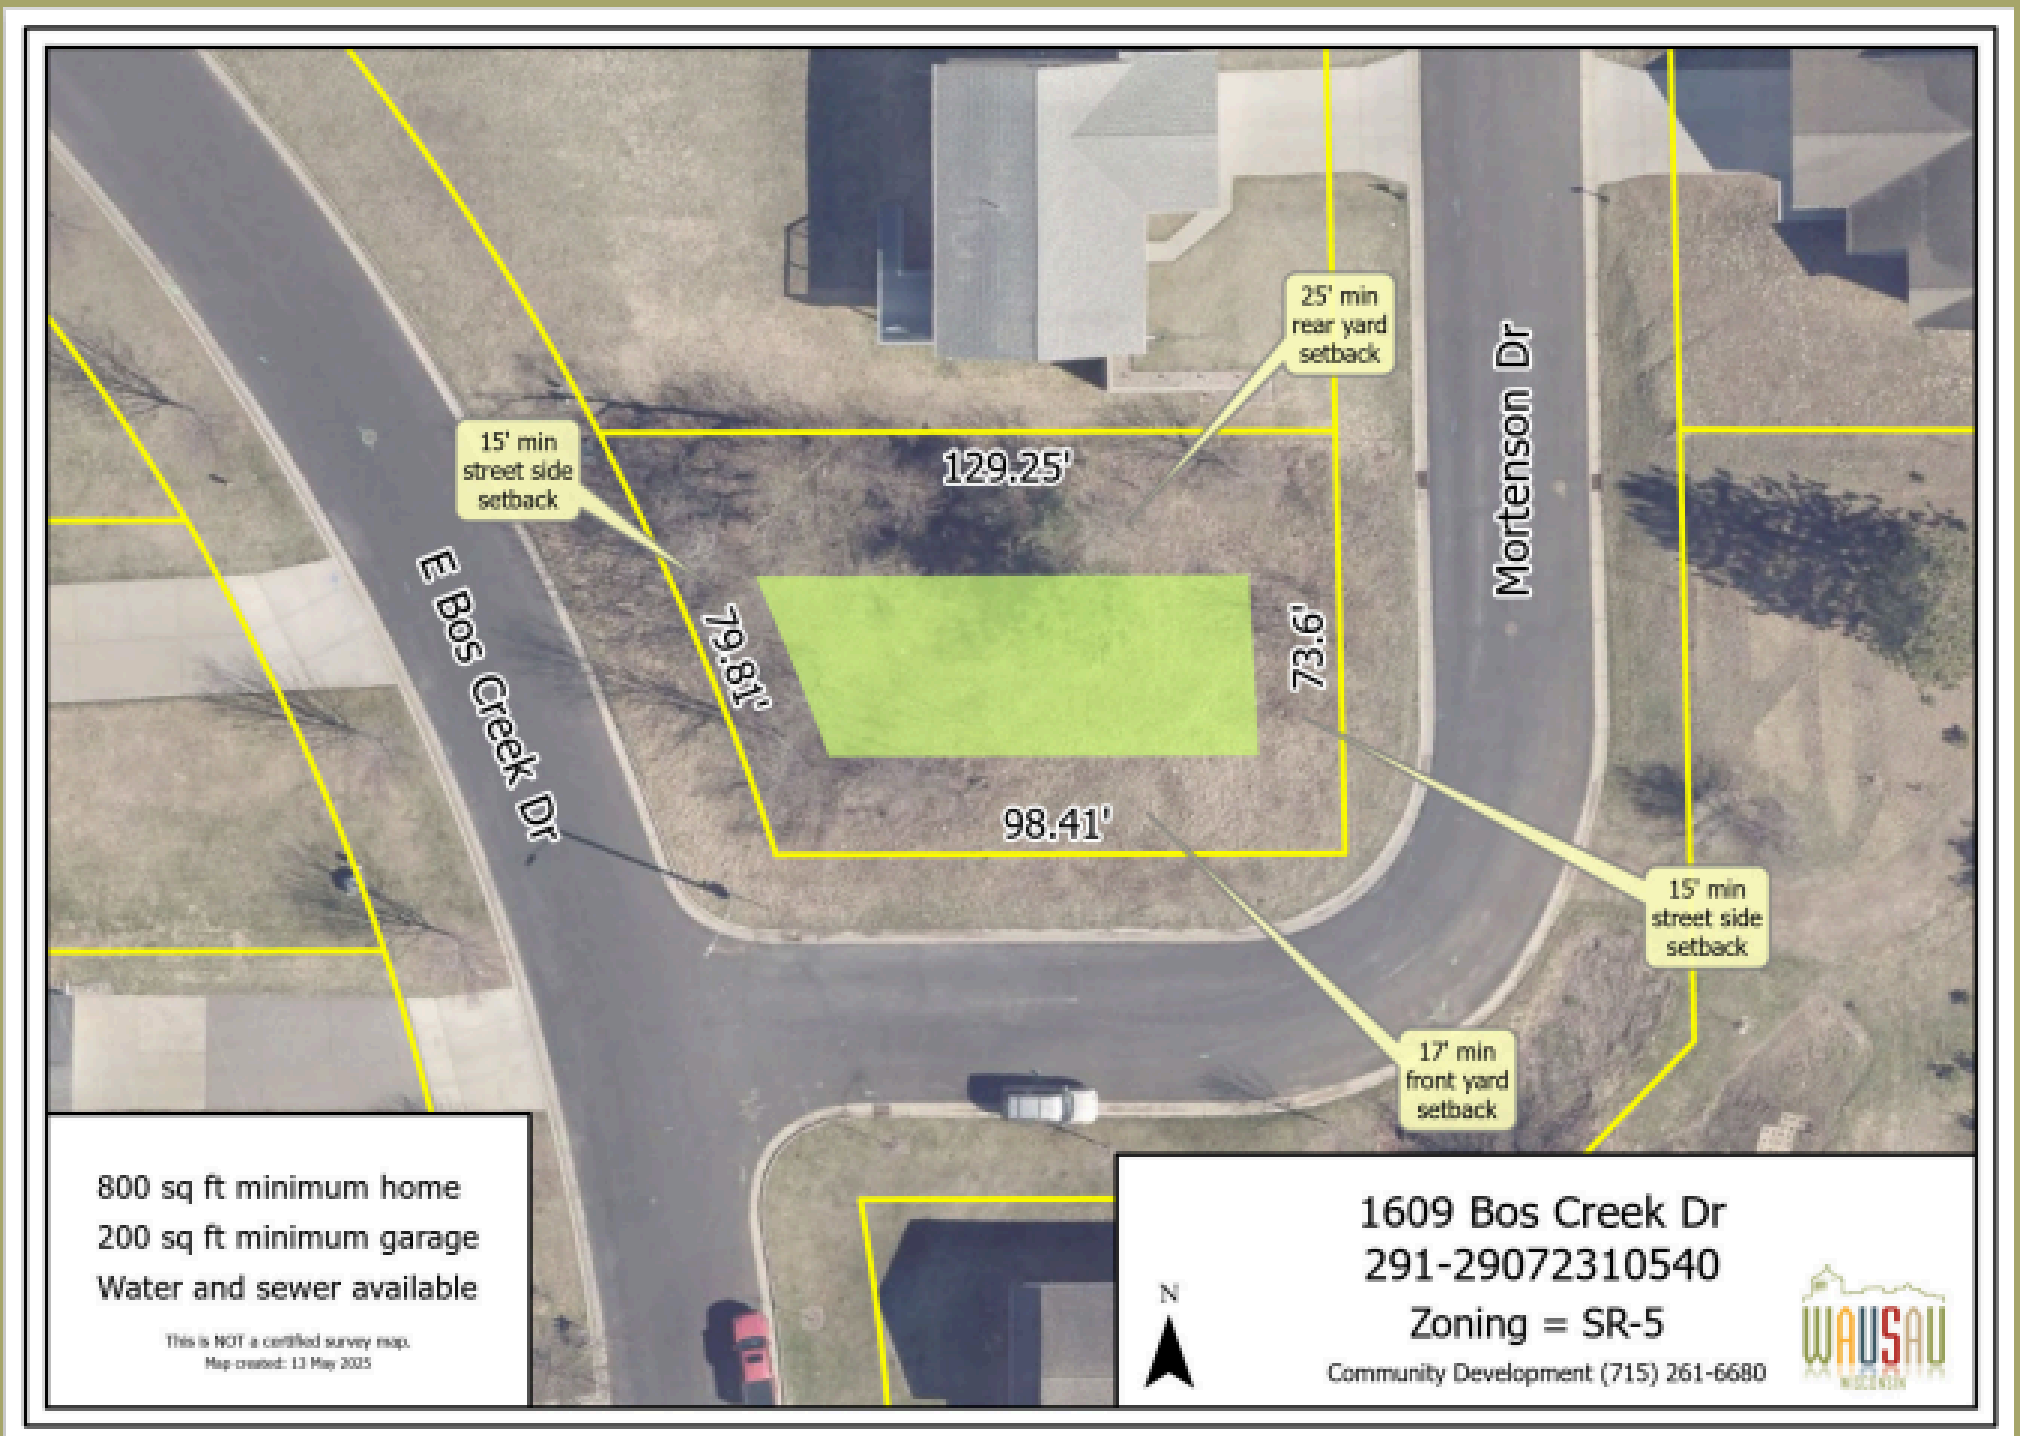 25' min
rear yard
setback
15' min
street side
setback
129.25'
Mortenson Dr
E Bos Creek Dr
79.81'
73.6'
98.41'
15' min
street side
setback
17' min
front yard
setback
800 sq ft minimum home
200 sq ft minimum garage
Water and sewer available
This is NOT a certified survey map.
Map created: 13 May 2025
N
1609 Bos Creek Dr
291-29072310540
Zoning = SR-5
Community Development (715) 261-6680
WAUSAU
WISCONSIN